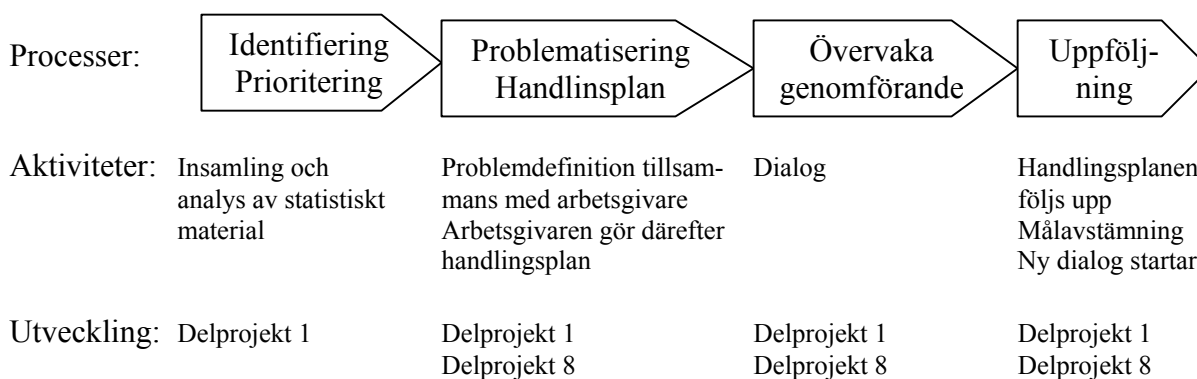 Processer:
Identifiering
Prioritering
Problematisering
Handlinsplan
Övervaka
genomförande
Uppfölj-
ning
Aktiviteter:
Insamling och
analys av statistiskt
material
Problemdefinition tillsam-
mans med arbetsgivare
Arbetsgivaren gör därefter
handlingsplan
Dialog
Handlingsplanen
följs upp
Målavstämning
Ny dialog startar
Utveckling:
Delprojekt 1
Delprojekt 1
Delprojekt 8
Delprojekt 1
Delprojekt 8
Delprojekt 1
Delprojekt 8